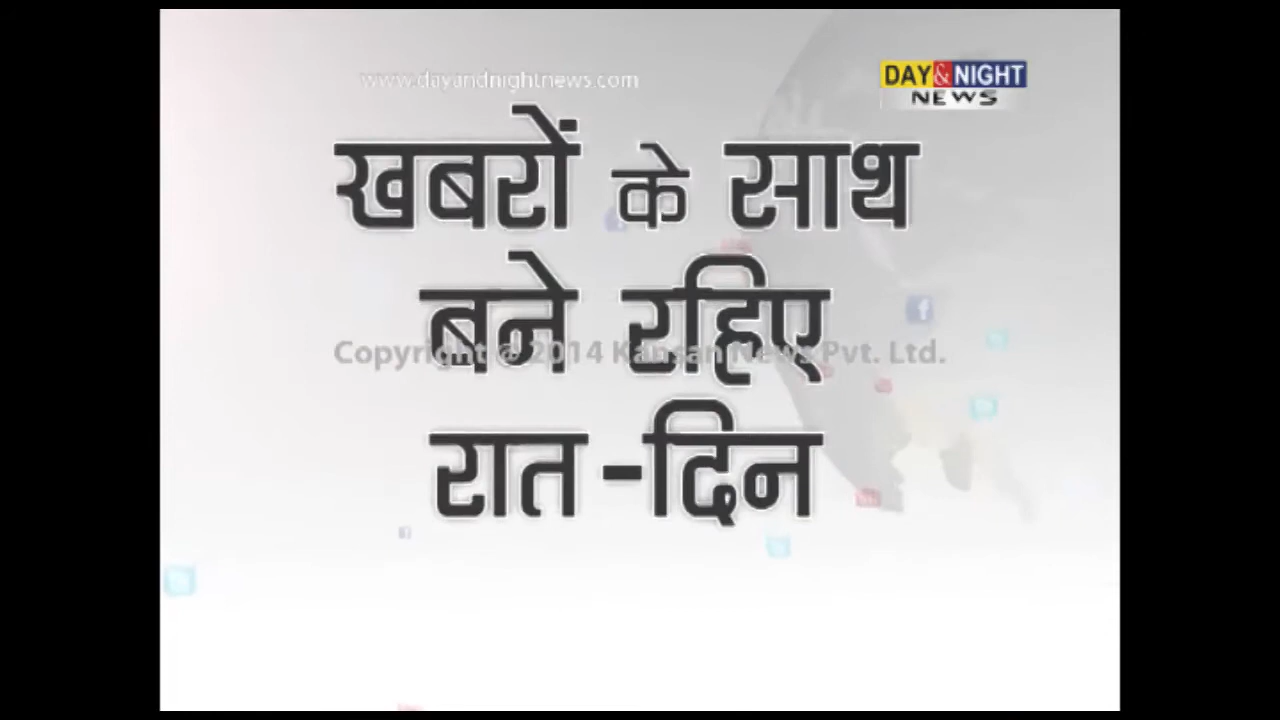 www.dayandnightnews.com
DAY&NIGHT
NEWS
खबरों के साथ
बने रहिए
Copyright @ 2014 Kansan News Pvt. Ltd.
रात-दिन